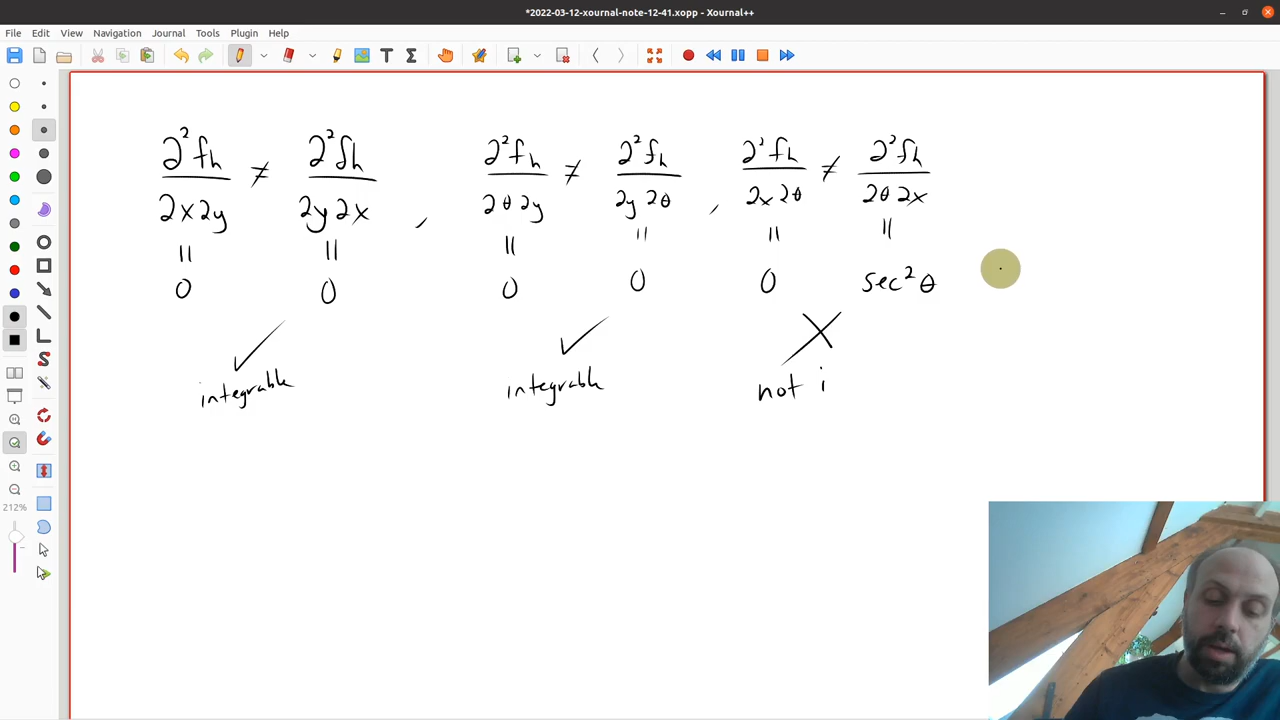 *2022-03-12-xournal-note-12-41.xopp - Xournal++
File Edit View Navigation Journal Tools Plugin Help
∂²fₕ/∂x∂y ≠ ∂²fₕ/∂y∂x , ∂²fₕ/∂θ∂y ≠ ∂²fₕ/∂y∂θ , ∂²fₕ/∂x∂θ ≠ ∂²fₕ/∂θ∂x
= = = = = =
0 0 0 0 0 sec²θ
✓ ✓ ✗
integrable integrable not i
212%